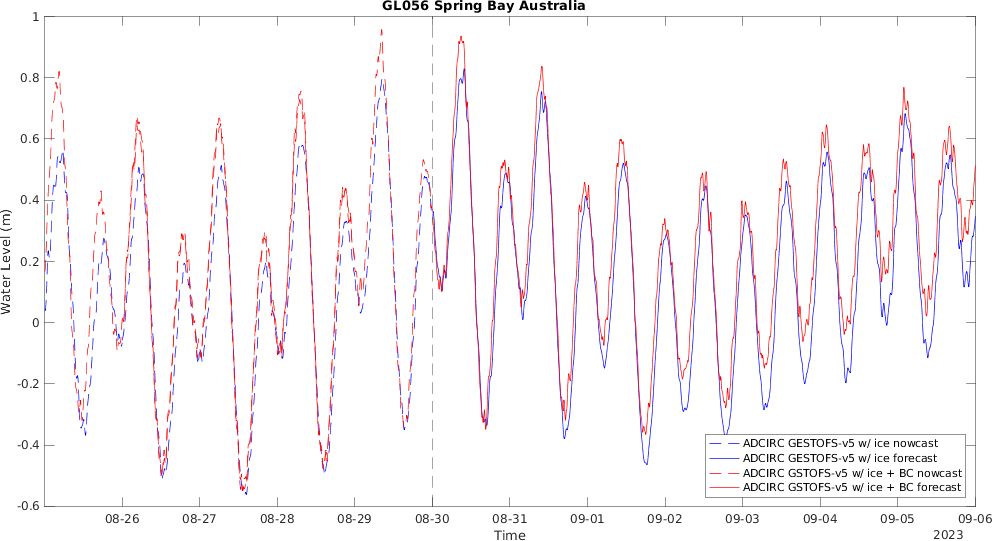 GL056 Spring Bay Australia
1
0.8
0.6
0.4
0.2
0
-0.2
-0.4
-0.6
Water Level (m)
ADCIRC GESTOFS-v5 w/ ice nowcast
ADCIRC GESTOFS-v5 w/ ice forecast
ADCIRC GSTOFS-v5 w/ ice + BC nowcast
ADCIRC GSTOFS-v5 w/ ice + BC forecast
08-26 08-27 08-28 08-29 08-30 08-31 09-01 09-02 09-03 09-04 09-05 09-06
Time
2023